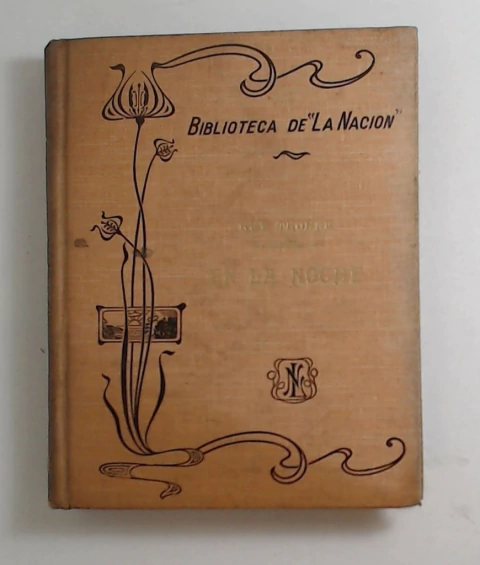 BIBLIOTECA DE "LA NACION"
EN LA NOCHE